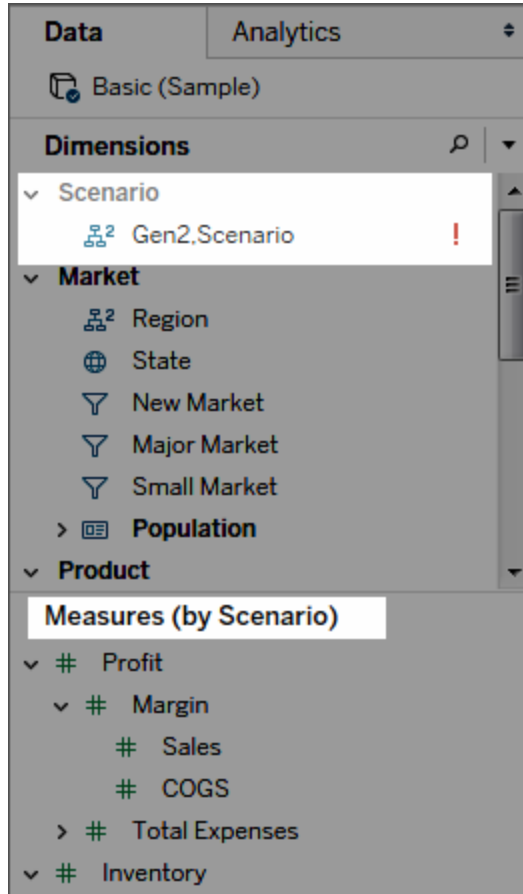 Data Analytics
Basic (Sample)
Dimensions
Scenario
Gen2,Scenario !
Market
Region
State
New Market
Major Market
Small Market
Population
Product
Measures (by Scenario)
# Profit
# Margin
# Sales
# COGS
# Total Expenses
# Inventory